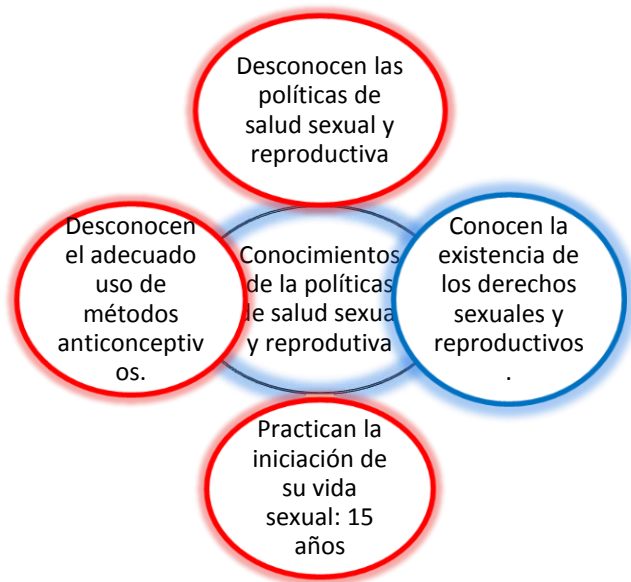 Desconocen las
políticas de
salud sexual y
reproductiva
Desconocen
el adecuado
uso de
métodos
anticonceptiv
os.
Conocimientos
de la políticas
de salud sexua
y reprodutiva
Conocen la
existencia de
los derechos
sexuales y
reproductivos
.
Practican la
iniciación de
su vida
sexual: 15
años